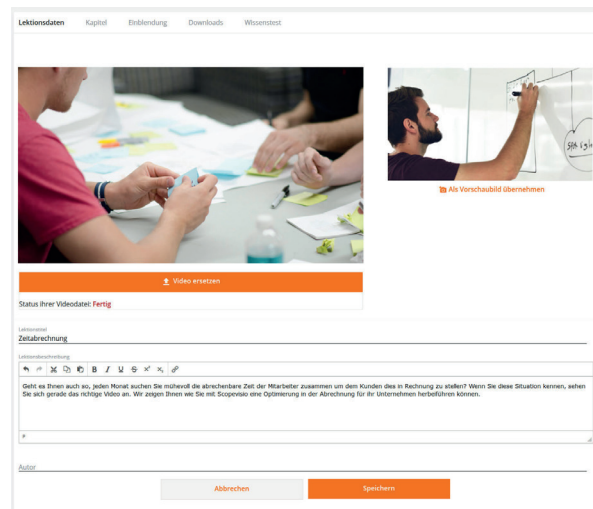 Lektionsdaten Kapitel Einblendung Downloads Wissenstest
Als Vorschaubild übernehmen
Video ersetzen
Status ihrer Videodatei: Fertig
Lektionstitel
Zeitabrechnung
Lektionsbeschreibung
B I U S x² x₂
Geht es Ihnen auch so, jeden Monat suchen Sie mühevoll die abrechenbare Zeit der Mitarbeiter zusammen um dem Kunden dies in Rechnung zu stellen? Wenn Sie diese Situation kennen, sehen
Sie sich gerade das richtige Video an. Wir zeigen Ihnen wie Sie mit Scopevisio eine Optimierung in der Abrechnung für ihr Unternehmen herbeiführen können.
P
Autor
Abbrechen Speichern